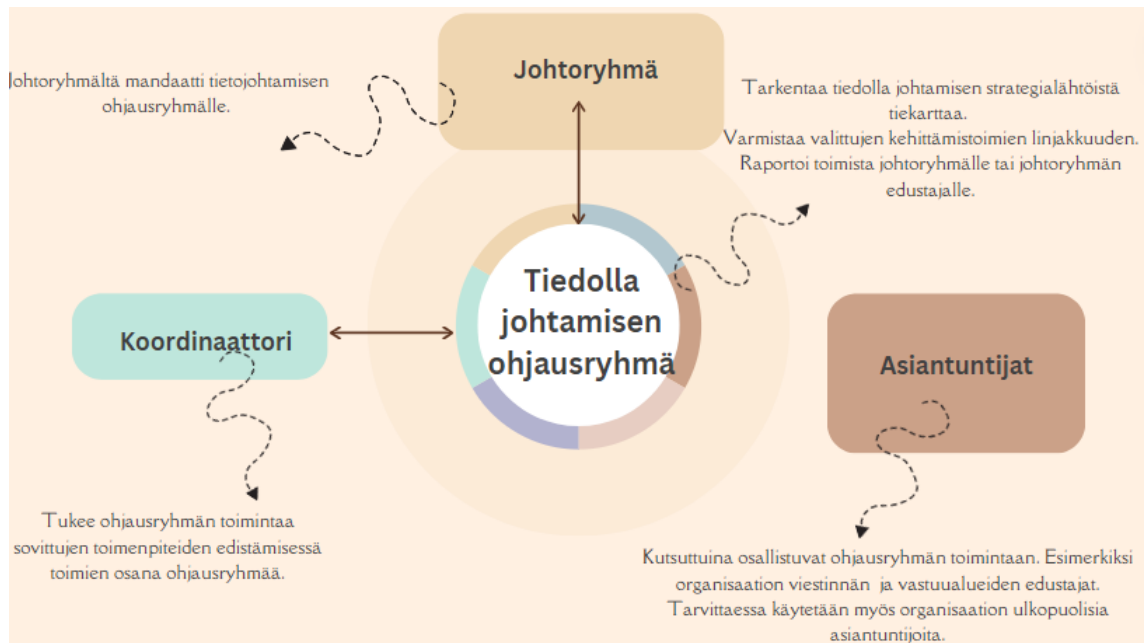 Johtoryhmä
Johtoryhmältä mandaatti tietojohtamisen
ohjausryhmälle.
Tarkentaa tiedolla johtamisen strategialähtöistä
tiekarttaa.
Varmistaa valittujen kehittämistoimien linjakkuuden.
Raportoi toimista johtoryhmälle tai johtoryhmän
edustajalle.
Tiedolla
johtamisen
ohjausryhmä
Koordinaattori
Asiantuntijat
Tukee ohjausryhmän toimintaa
sovittujen toimenpiteiden edistämisessä
toimien osana ohjausryhmää.
Kutsuttuina osallistuvat ohjausryhmän toimintaan. Esimerkiksi
organisaation viestinnän ja vastuualueiden edustajat.
Tarvittaessa käytetään myös organisaation ulkopuolisia
asiantuntijoita.